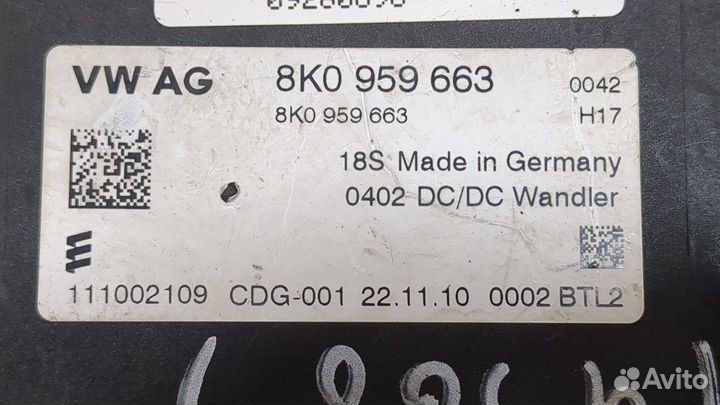 VW AG 8K0 959 663 0042
8K0 959 663 H17
18S Made in Germany
0402 DC/DC Wandler
111002109 CDG-001 22.11.10 0002 BTL2
Avito